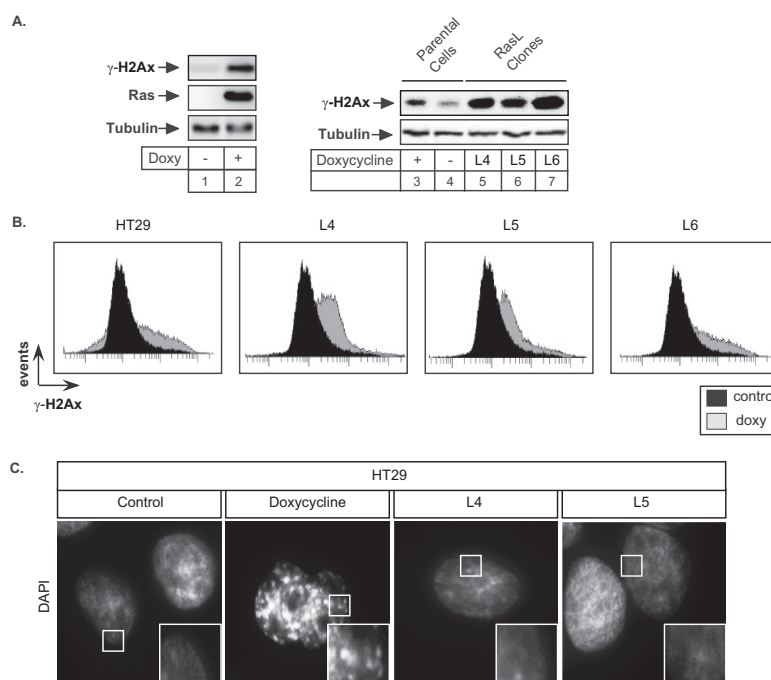 A.
γ-H2Ax
Ras
Tubulin
Doxy - +
1 2
Parental
Cells
RasL
Clones
γ-H2Ax
Tubulin
Doxycycline + - L4 L5 L6
3 4 5 6 7
B.
HT29 L4 L5 L6
events
γ-H2Ax
control
doxy
C.
HT29
Control Doxycycline L4 L5
DAPI